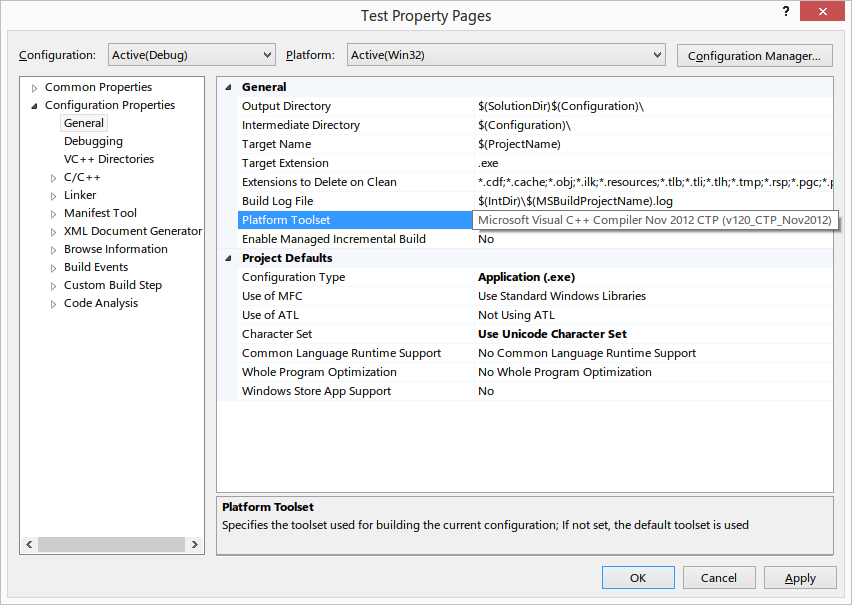 Test Property Pages
?
Configuration: Active(Debug) Platform: Active(Win32) Configuration Manager...
Common Properties
Configuration Properties
General
Debugging
VC++ Directories
C/C++
Linker
Manifest Tool
XML Document Generator
Browse Information
Build Events
Custom Build Step
Code Analysis
General
Output Directory $(SolutionDir)$(Configuration)\
Intermediate Directory $(Configuration)\
Target Name $(ProjectName)
Target Extension .exe
Extensions to Delete on Clean *.cdf;*.cache;*.obj;*.ilk;*.resources;*.tlb;*.tli;*.tlh;*.tmp;*.rsp;*.pgc;*.p
Build Log File $(IntDir)\$(MSBuildProjectName).log
Platform Toolset Microsoft Visual C++ Compiler Nov 2012 CTP (v120_CTP_Nov2012)
Enable Managed Incremental Build No
Project Defaults
Configuration Type Application (.exe)
Use of MFC Use Standard Windows Libraries
Use of ATL Not Using ATL
Character Set Use Unicode Character Set
Common Language Runtime Support No Common Language Runtime Support
Whole Program Optimization No Whole Program Optimization
Windows Store App Support No
Platform Toolset
Specifies the toolset used for building the current configuration; If not set, the default toolset is used
OK Cancel Apply